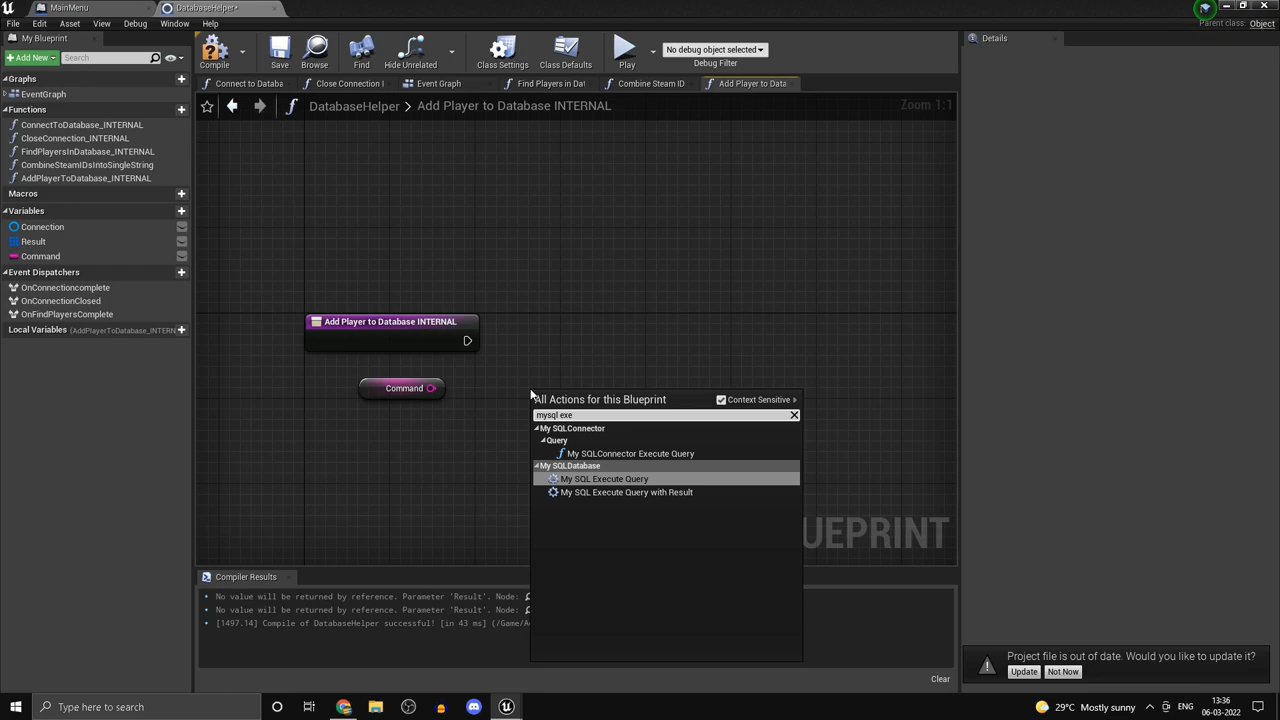 MainMenu
DatabaseHelper*
File Edit Asset View Debug Window Help
Parent class: Object
My Blueprint
Add New
Search
Graphs
EventGraph
Functions
ConnectToDatabase_INTERNAL
CloseConnection_INTERNAL
FindPlayersInDatabase_INTERNAL
CombineSteamIDsIntoSingleString
AddPlayerToDatabase_INTERNAL
Macros
Variables
Connection
Result
Command
Event Dispatchers
OnConnectioncomplete
OnConnectionClosed
OnFindPlayersComplete
Local Variables (AddPlayerToDatabase_INTERN
Compile
Save
Browse
Find
Hide Unrelated
Class Settings
Class Defaults
Play
No debug object selected
Debug Filter
Connect to Databa
Close Connection I
Event Graph
Find Players in Dat
Combine Steam ID
Add Player to Data
DatabaseHelper > Add Player to Database INTERNAL
Zoom 1:1
Add Player to Database INTERNAL
Command
All Actions for this Blueprint
Context Sensitive
mysql exe
My SQLConnector
Query
My SQLConnector Execute Query
My SQLDatabase
My SQL Execute Query
My SQL Execute Query with Result
UEPRINT
Compiler Results
No value will be returned by reference. Parameter 'Result'. Node:
No value will be returned by reference. Parameter 'Result'. Node:
[1497.14] Compile of DatabaseHelper successful! [in 43 ms] (/Game/A
Clear
Details
Project file is out of date. Would you like to update it?
Update
Not Now
Type here to search
29°C Mostly sunny
ENG
13:36
06-03-2022